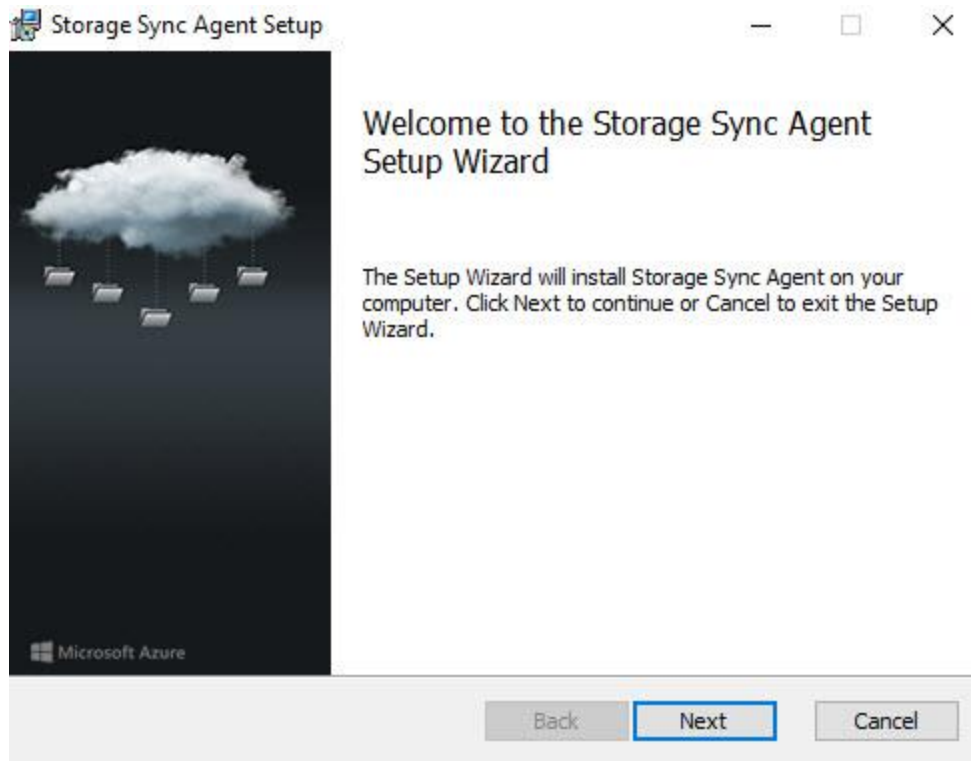 Storage Sync Agent Setup
Welcome to the Storage Sync Agent
Setup Wizard
The Setup Wizard will install Storage Sync Agent on your
computer. Click Next to continue or Cancel to exit the Setup
Wizard.
Microsoft Azure
Back Next Cancel